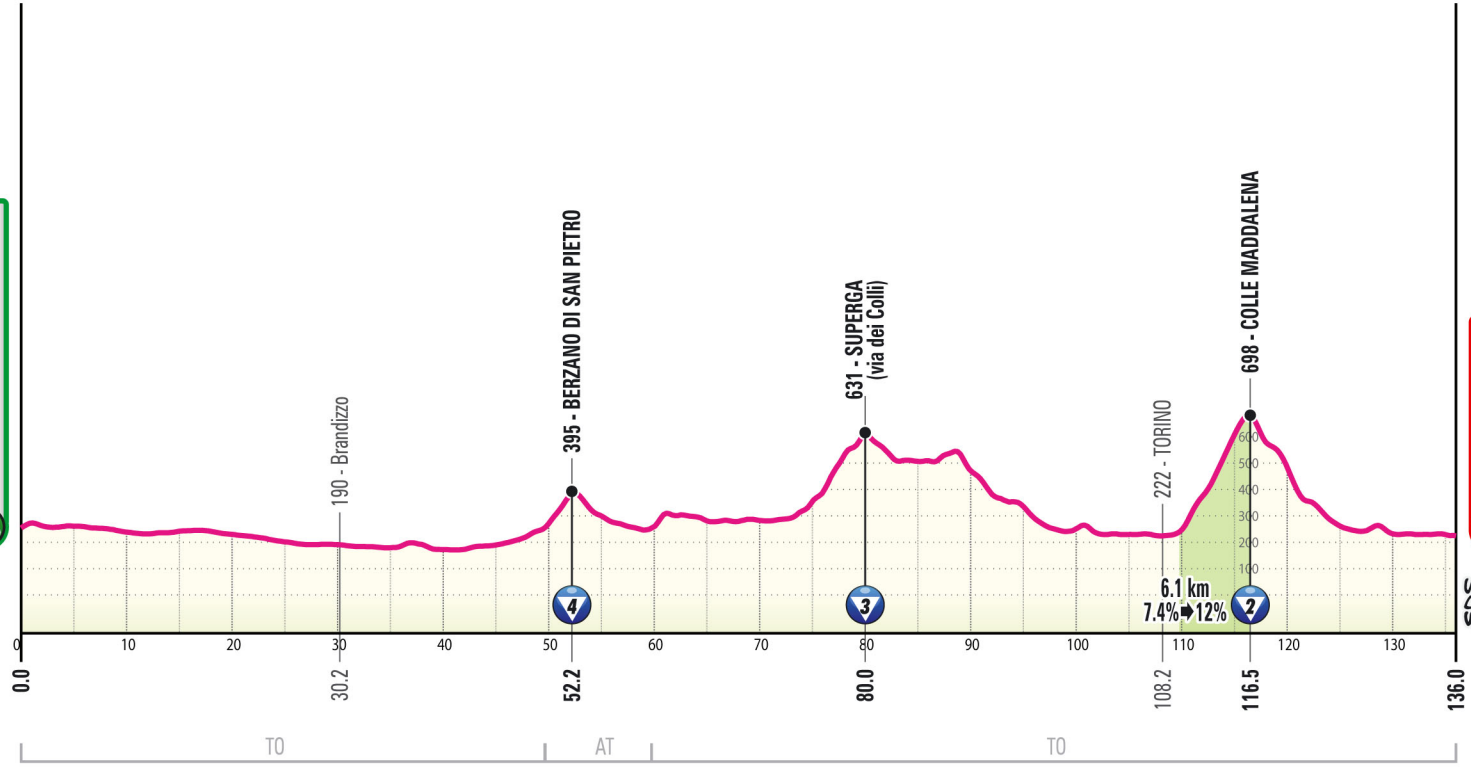 698 - COLLE MADDALENA
395 - BERZANO DI SAN PIETRO
631 - SUPERGA
(via dei Colli)
190 - Brandizzo
222 - TORINO
600
500
400
300
200
100
6.1 km
7.4% 12%
4
3
2
0 10 20 30 40 50 60 70 80 90 100 110 120 130
0.0
30.2
52.2
80.0
108.2
116.5
136.0
TO
AT
TO